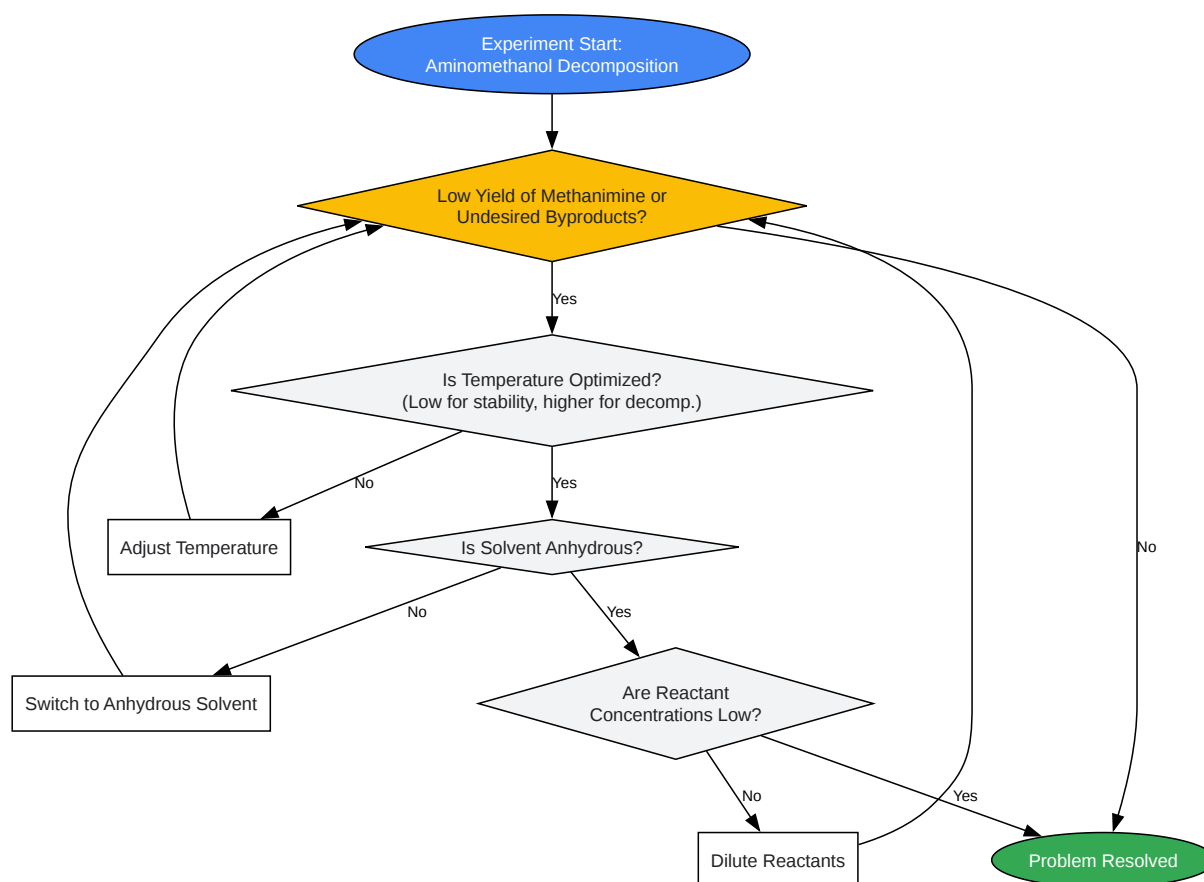 Experiment Start:
Aminomethanol Decomposition
Low Yield of Methanimine or
Undesired Byproducts?
Yes
Is Temperature Optimized?
(Low for stability, higher for decomp.)
No
Yes
Adjust Temperature
Is Solvent Anhydrous?
No
No
Yes
Switch to Anhydrous Solvent
Are Reactant
Concentrations Low?
No
Yes
Dilute Reactants
Problem Resolved